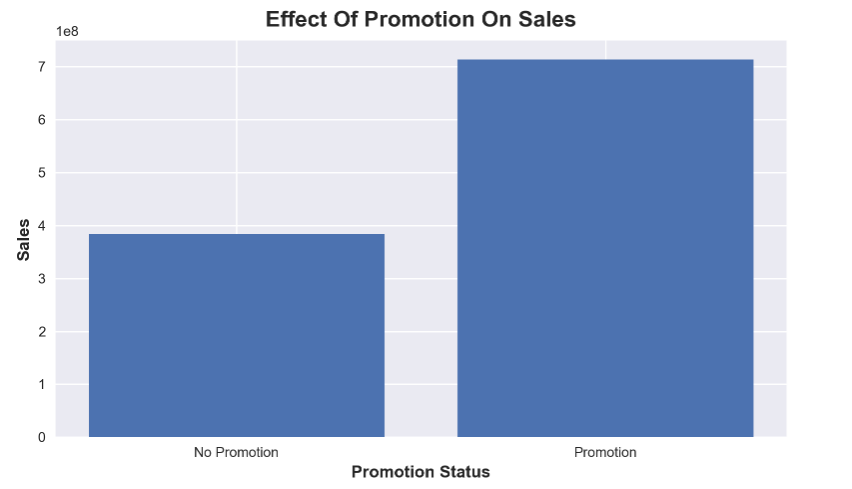 Effect Of Promotion On Sales
1e8
7
6
5
4
3
2
1
0
Sales
No Promotion
Promotion
Promotion Status